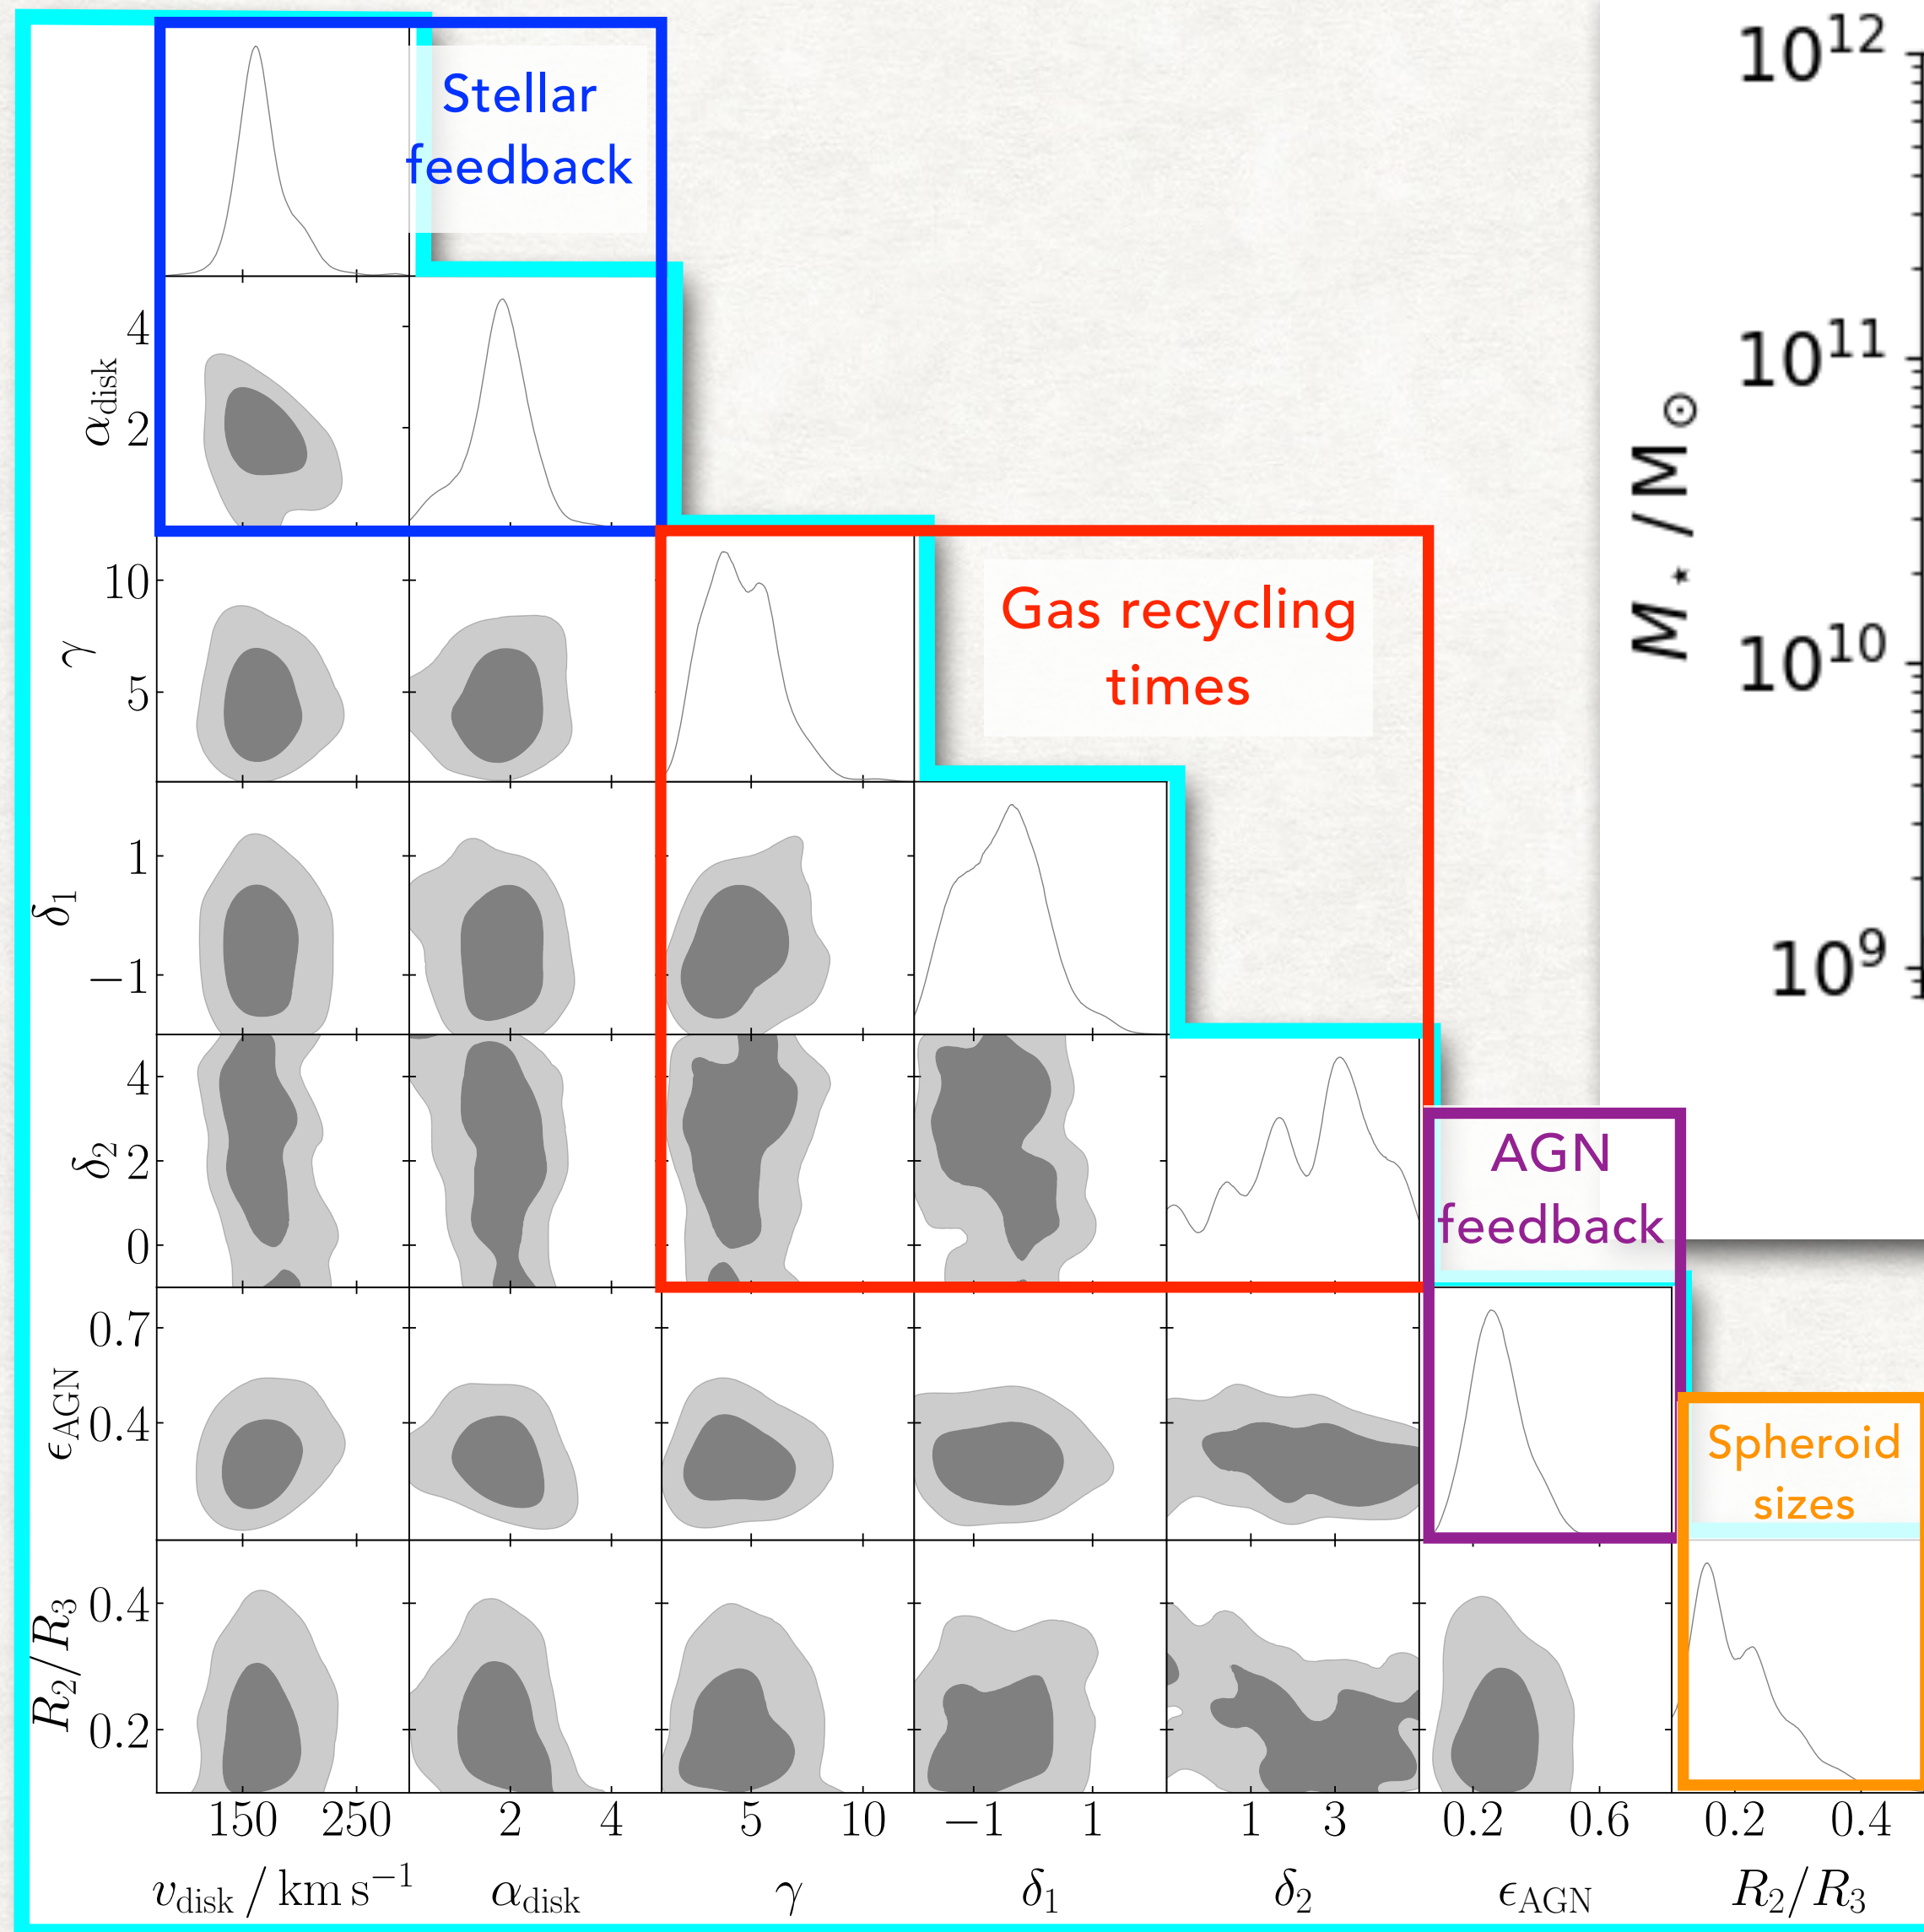 Stellar
feedback
4
2
α_disk
10
5
γ
Gas recycling
times
1
−1
δ₁
4
2
0
δ₂
AGN
feedback
0.7
0.4
ϵ_AGN
Spheroid
sizes
0.4
0.2
R₂/R₃
150 250 2 4 5 10 −1 1 1 3 0.2 0.6 0.2 0.4
v_disk / km s⁻¹ α_disk γ δ₁ δ₂ ϵ_AGN R₂/R₃
10¹²
10¹¹
10¹⁰
10⁹
M⋆ / M☉